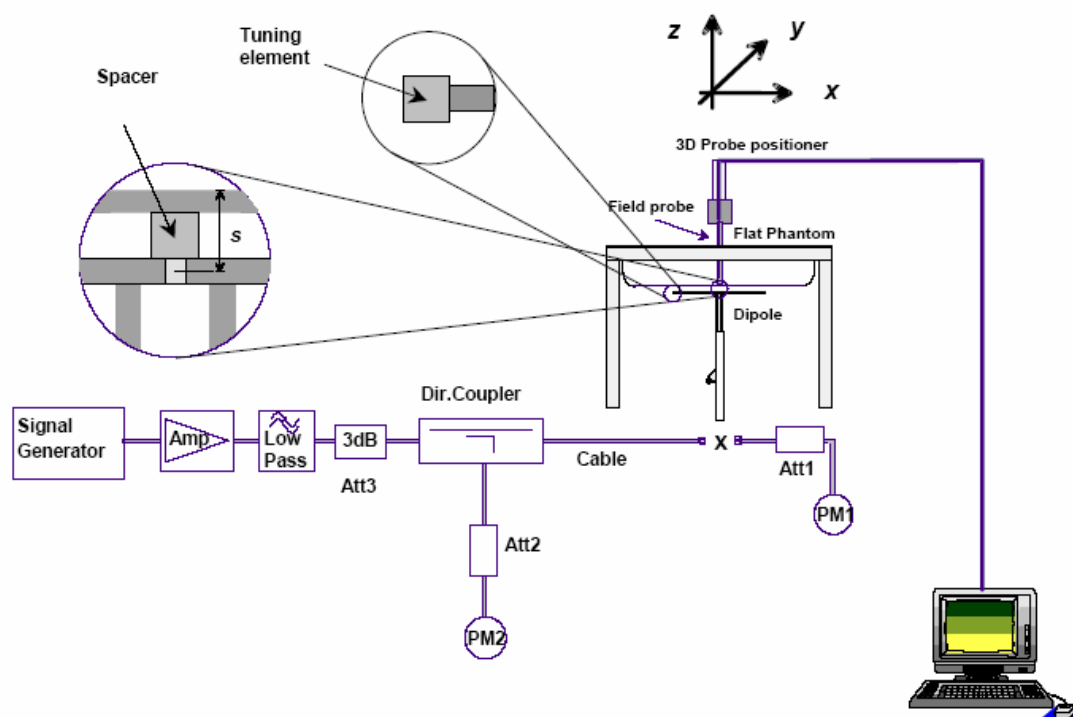 Tuning
element
Spacer
z
y
x
3D Probe positioner
Field probe
Flat Phantom
s
Dipole
Dir.Coupler
Signal
Generator
Amp
Low
Pass
3dB
Att3
Cable
X
Att1
PM1
Att2
PM2